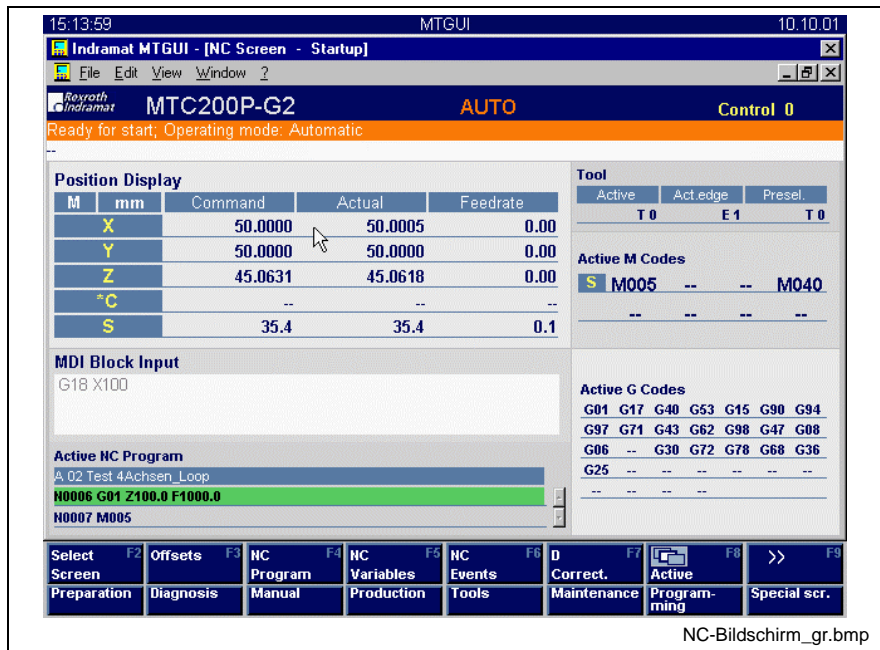 15:13:59 MTGUI 10.10.01
Indramat MTGUI - [NC Screen - Startup]
File Edit View Window ?
Rexroth
Indramat MTC200P-G2 AUTO Control 0
Ready for start; Operating mode: Automatic
--
Position Display
M mm Command Actual Feedrate
X 50.0000 50.0005 0.00
Y 50.0000 50.0000 0.00
Z 45.0631 45.0618 0.00
*C -- -- --
S 35.4 35.4 0.1
Tool
Active Act.edge Presel.
T 0 E 1 T 0
Active M Codes
S M005 -- -- M040
-- -- -- --
MDI Block Input
G18 X100
Active G Codes
G01 G17 G40 G53 G15 G90 G94
G97 G71 G43 G62 G98 G47 G08
G06 -- G30 G72 G78 G68 G36
G25 -- -- -- -- -- --
-- -- -- --
Active NC Program
A 02 Test 4Achsen_Loop
N0006 G01 Z100.0 F1000.0
N0007 M005
Select Screen F2
Offsets F3
NC Program F4
NC Variables F5
NC Events F6
D Correct. F7
Active F8
>> F9
Preparation
Diagnosis
Manual
Production
Tools
Maintenance
Program-
ming
Special scr.
NC-Bildschirm_gr.bmp